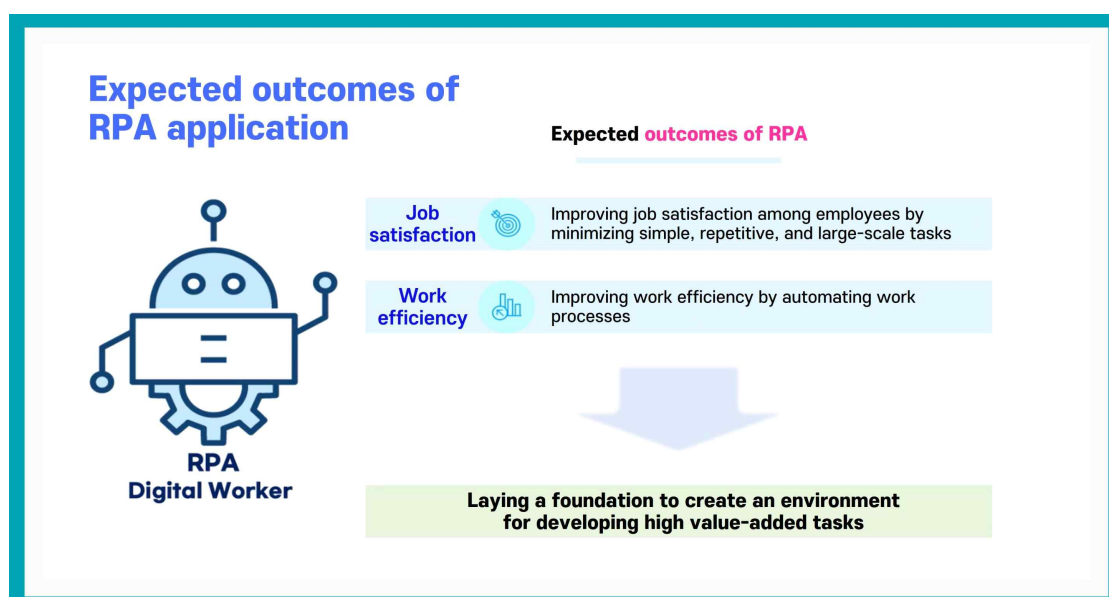 Expected outcomes of
RPA application
Expected outcomes of RPA
Job
satisfaction
Improving job satisfaction among employees by
minimizing simple, repetitive, and large-scale tasks
Work
efficiency
Improving work efficiency by automating work
processes
RPA
Digital Worker
Laying a foundation to create an environment
for developing high value-added tasks